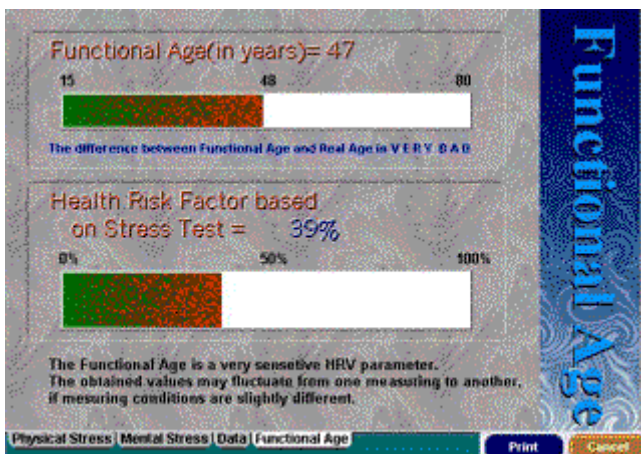 Functional Age(in years)= 47
15 48 80
The difference between Functional Age and Real Age in V E R Y B A D
Health Risk Factor based
on Stress Test = 39%
0% 50% 100%
The Functional Age is a very sensetive HRV parameter.
The obtained values may fluctuate from one measuring to another,
if mesuring conditions are slightly different.
Functional Age
Physical Stress Mental Stress Data Functional Age
Print Cancel